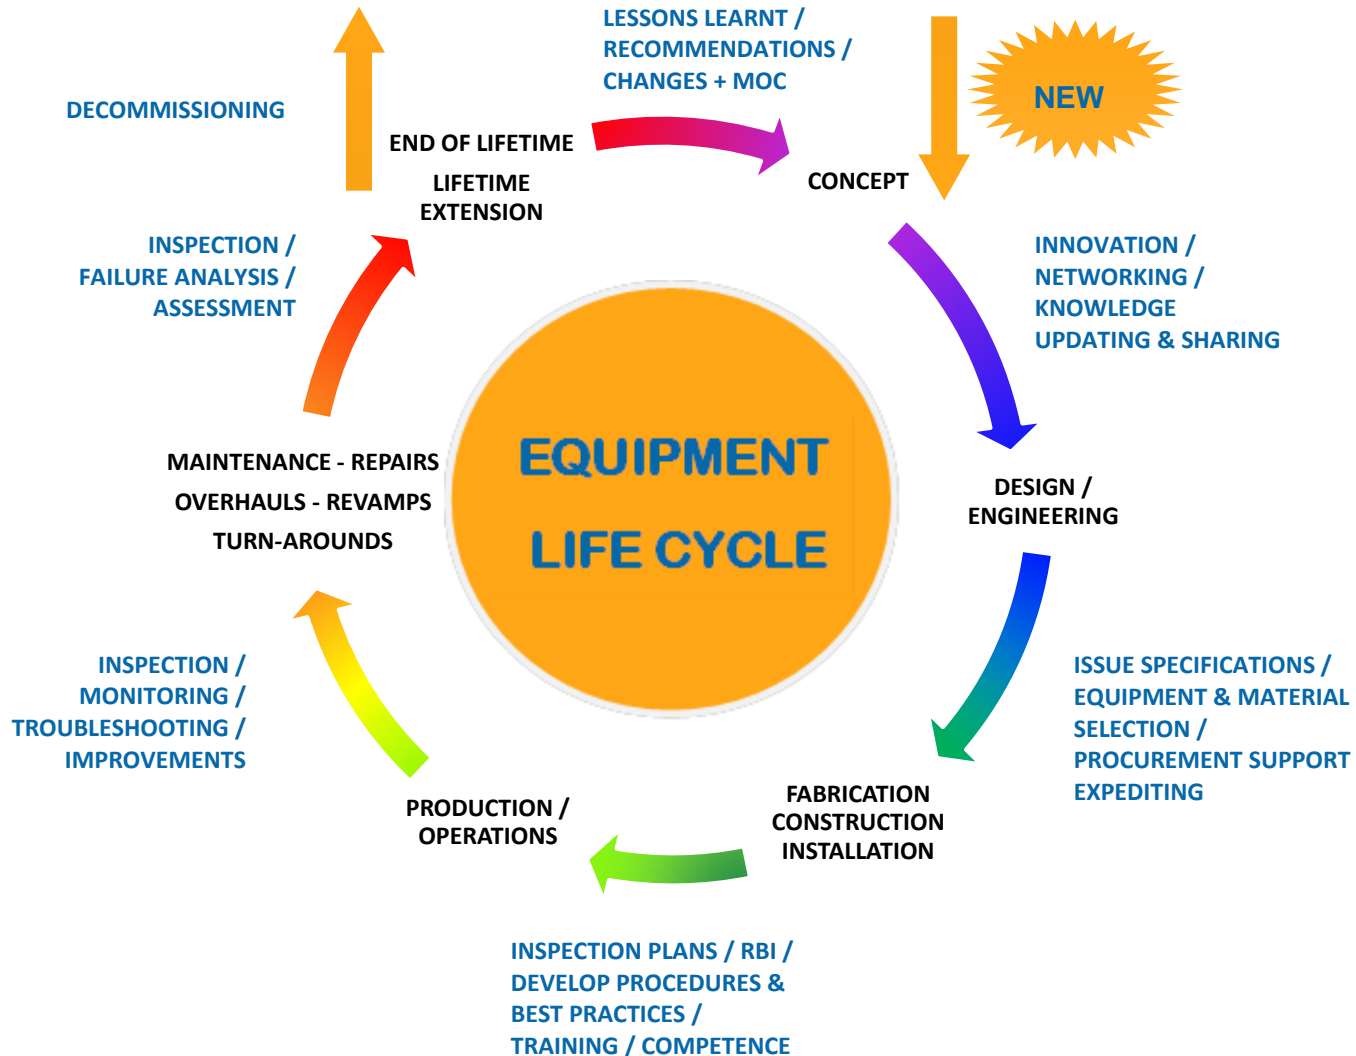 LESSONS LEARNT /
RECOMMENDATIONS /
CHANGES + MOC
NEW
DECOMMISSIONING
END OF LIFETIME
LIFETIME
EXTENSION
CONCEPT
INSPECTION /
FAILURE ANALYSIS /
ASSESSMENT
INNOVATION /
NETWORKING /
KNOWLEDGE
UPDATING & SHARING
EQUIPMENT
LIFE CYCLE
MAINTENANCE - REPAIRS
OVERHAULS - REVAMPS
TURN-AROUNDS
DESIGN /
ENGINEERING
INSPECTION /
MONITORING /
TROUBLESHOOTING /
IMPROVEMENTS
ISSUE SPECIFICATIONS /
EQUIPMENT & MATERIAL
SELECTION /
PROCUREMENT SUPPORT
EXPEDITING
PRODUCTION /
OPERATIONS
FABRICATION
CONSTRUCTION
INSTALLATION
INSPECTION PLANS / RBI /
DEVELOP PROCEDURES &
BEST PRACTICES /
TRAINING / COMPETENCE